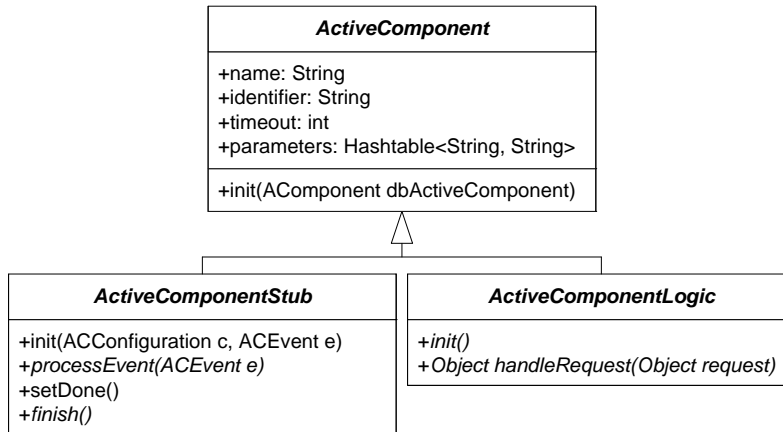 ActiveComponent
+name: String
+identifier: String
+timeout: int
+parameters: Hashtable<String, String>
+init(AComponent dbActiveComponent)
ActiveComponentStub
+init(ACConfiguration c, ACEvent e)
+processEvent(ACEvent e)
+setDone()
+finish()
ActiveComponentLogic
+init()
+Object handleRequest(Object request)